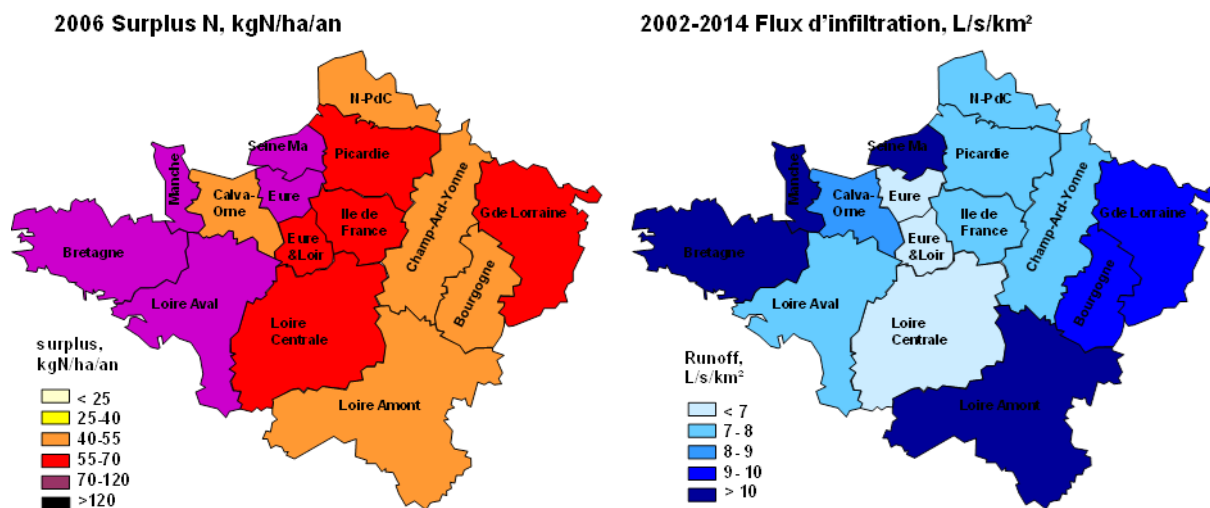 2006 Surplus N, kgN/ha/an
N-PdC
Seine Ma
Picardie
Manche
Calva-
Orne
Eure
Ile de
France
Champ-Ard-Yonne
Gde Lorraine
Eure
&Loir
Bretagne
Loire Aval
Bourgogne
Loire
Centrale
Loire Amont
surplus,
kgN/ha/an
< 25
25-40
40-55
55-70
70-120
>120
2002-2014 Flux d'infiltration, L/s/km²
N-PdC
Seine Ma
Picardie
Manche
Calva-
Orne
Eure
Ile de
France
Champ-Ard-Yonne
Gde Lorraine
Eure
&Loir
Bretagne
Loire Aval
Bourgogne
Loire
Centrale
Loire Amont
Runoff,
L/s/km²
< 7
7 - 8
8 - 9
9 - 10
> 10